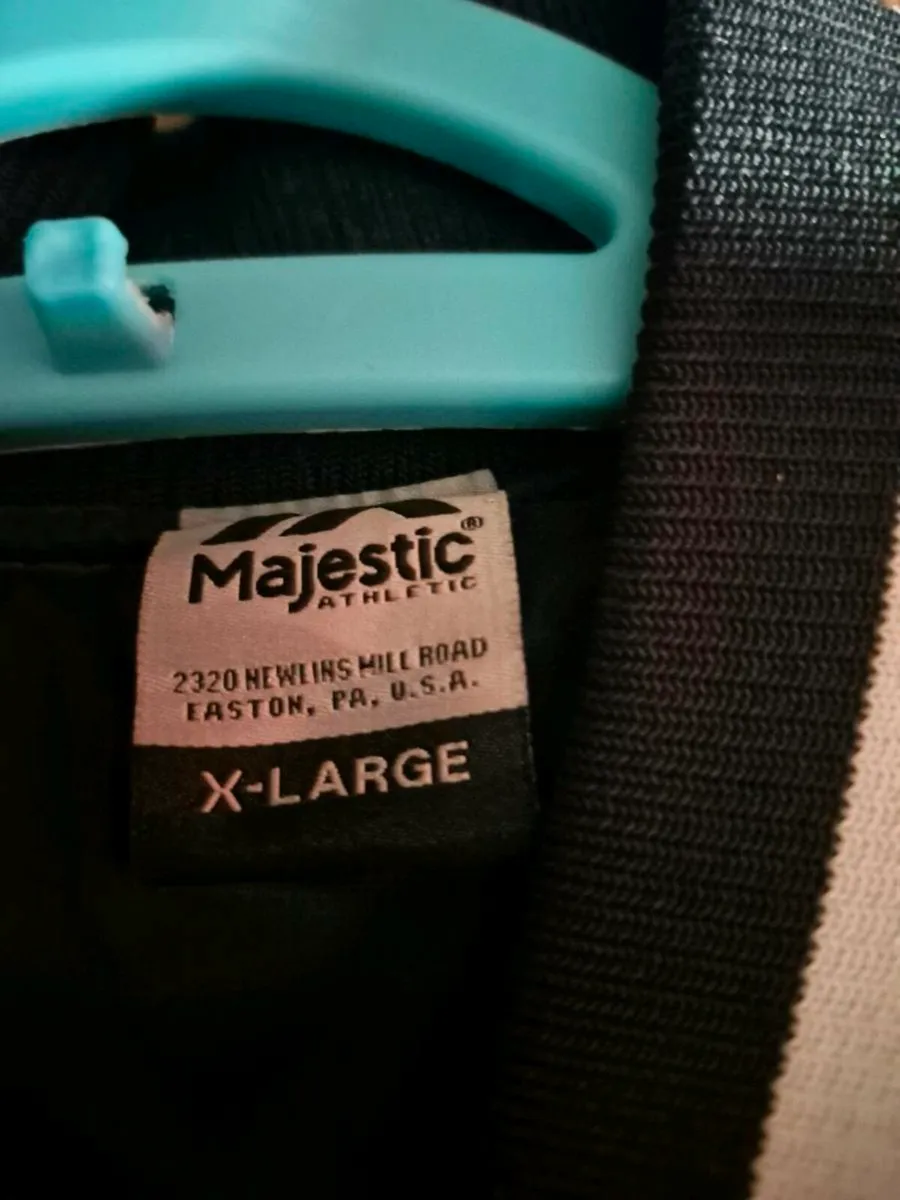 Majestic®
ATHLETIC
2320 NEWLINS MILL ROAD
EASTON, PA, U.S.A.
X-LARGE